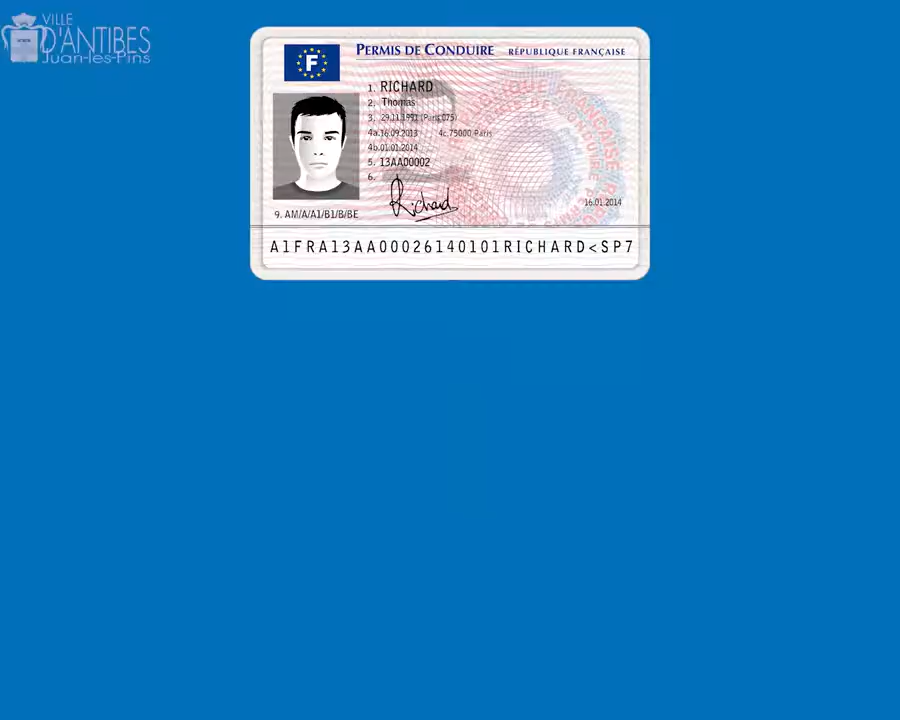 VILLE
D'ANTIBES
Juan-les-Pins
PERMIS DE CONDUIRE RÉPUBLIQUE FRANÇAISE
F
1. RICHARD
2. Thomas
3. 29.11.1991 (Paris 075)
4a.16.09.2013 4c.75000 Paris
4b.01.01.2014
5. 13AA00002
6.
Richard
16.01.2014
9. AM/A/A1/B1/B/BE
A1FRA13AA00026140101RICHARD<SP7